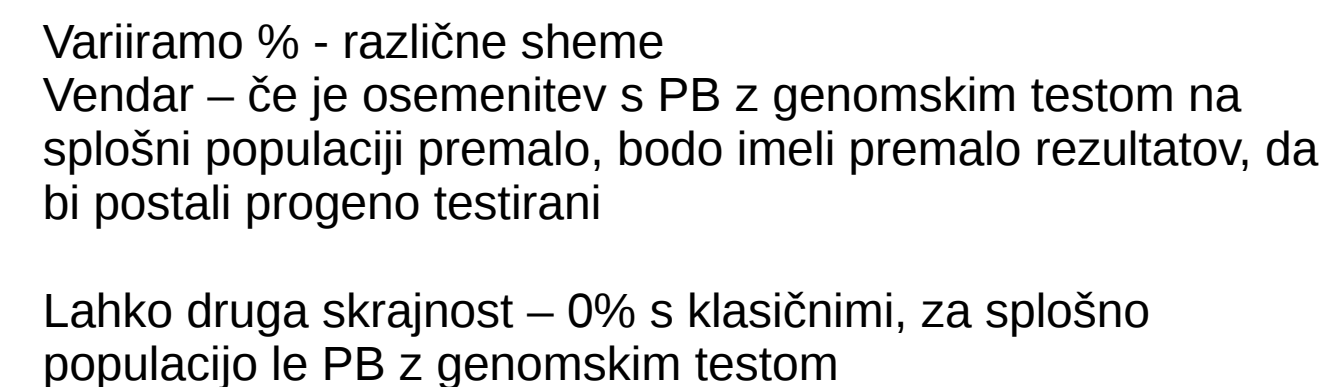 Variiramo % - različne sheme
Vendar – če je osemenitev s PB z genomskim testom na
splošni populaciji premalo, bodo imeli premalo rezultatov, da
bi postali progeno testirani
Lahko druga skrajnost – 0% s klasičnimi, za splošno
populacijo le PB z genomskim testom